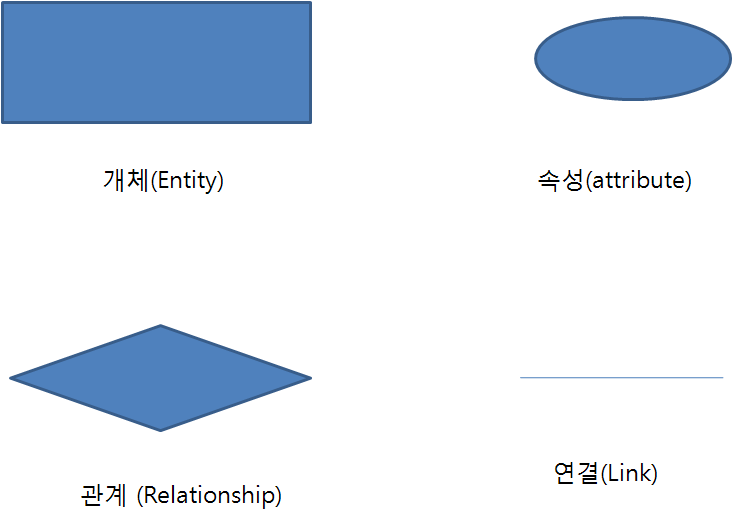 개체(Entity)
속성(attribute)
관계 (Relationship)
연결(Link)